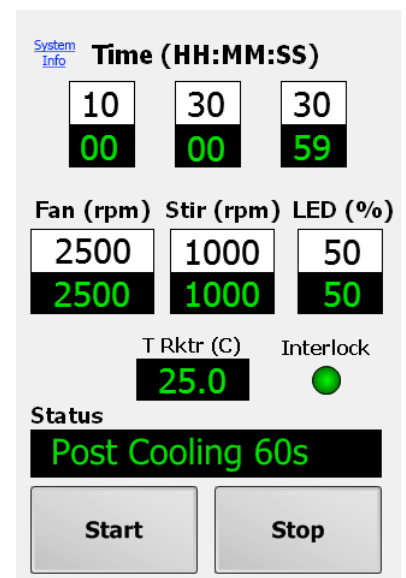 System Info Time (HH:MM:SS)
10 30 30
00 00 59
Fan (rpm) Stir (rpm) LED (%)
2500 1000 50
2500 1000 50
T Rktr (C) Interlock
25.0
Status
Post Cooling 60s
Start Stop